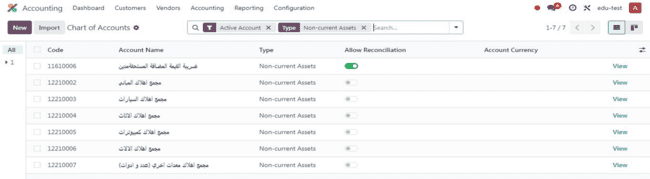 Accounting Dashboard Customers Vendors Accounting Reporting Configuration edu-test A
New Import Chart of Accounts Active Account Type Non-current Assets Search... 1-7 / 7
All Code Account Name Type Allow Reconciliation Account Currency
1
11610006 ضريبة القيمة المضافة المستحقة Non-current Assets View
12210002 مجمع اهلاك المباني Non-current Assets View
12210003 مجمع اهلاك السيارات Non-current Assets View
12210004 مجمع اهلاك الاثاث Non-current Assets View
12210005 مجمع اهلاك كمبيوترات Non-current Assets View
12210006 مجمع اهلاك الالات Non-current Assets View
12210007 مجمع اهلاك معدات اخري (عدد و ادوات) Non-current Assets View